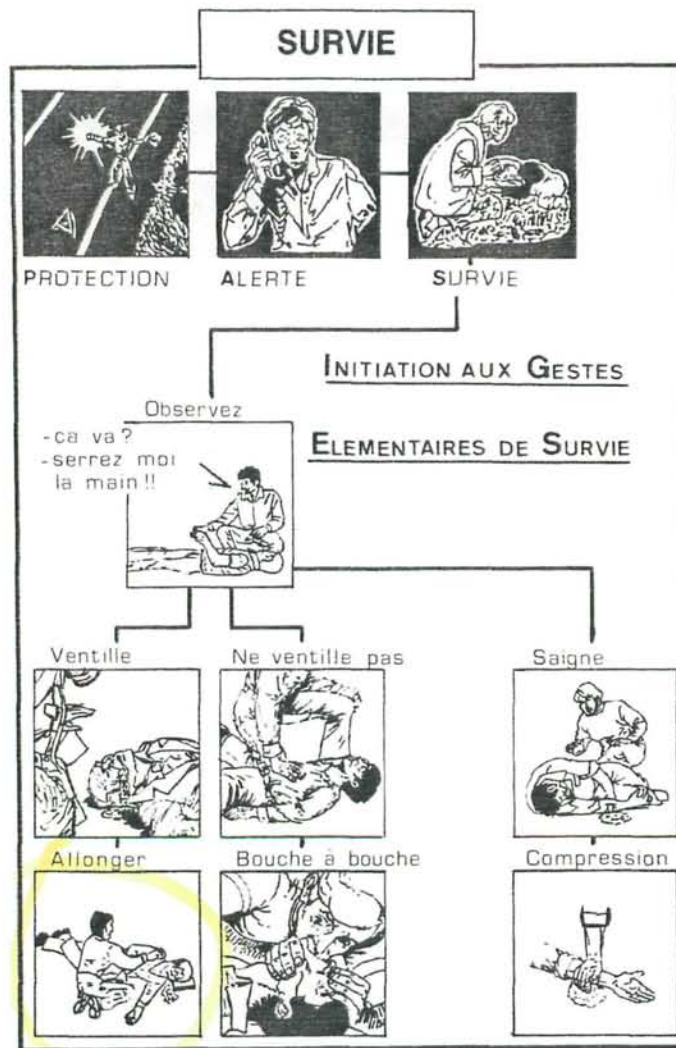 SURVIE
PROTECTION
ALERTE
SURVIE
INITIATION AUX GESTES
ELEMENTAIRES DE SURVIE
Observez
-ca va?
-serrez moi
la main!!
Ventille
Ne ventille pas
Saigne
Allonger
Bouche à bouche
Compression